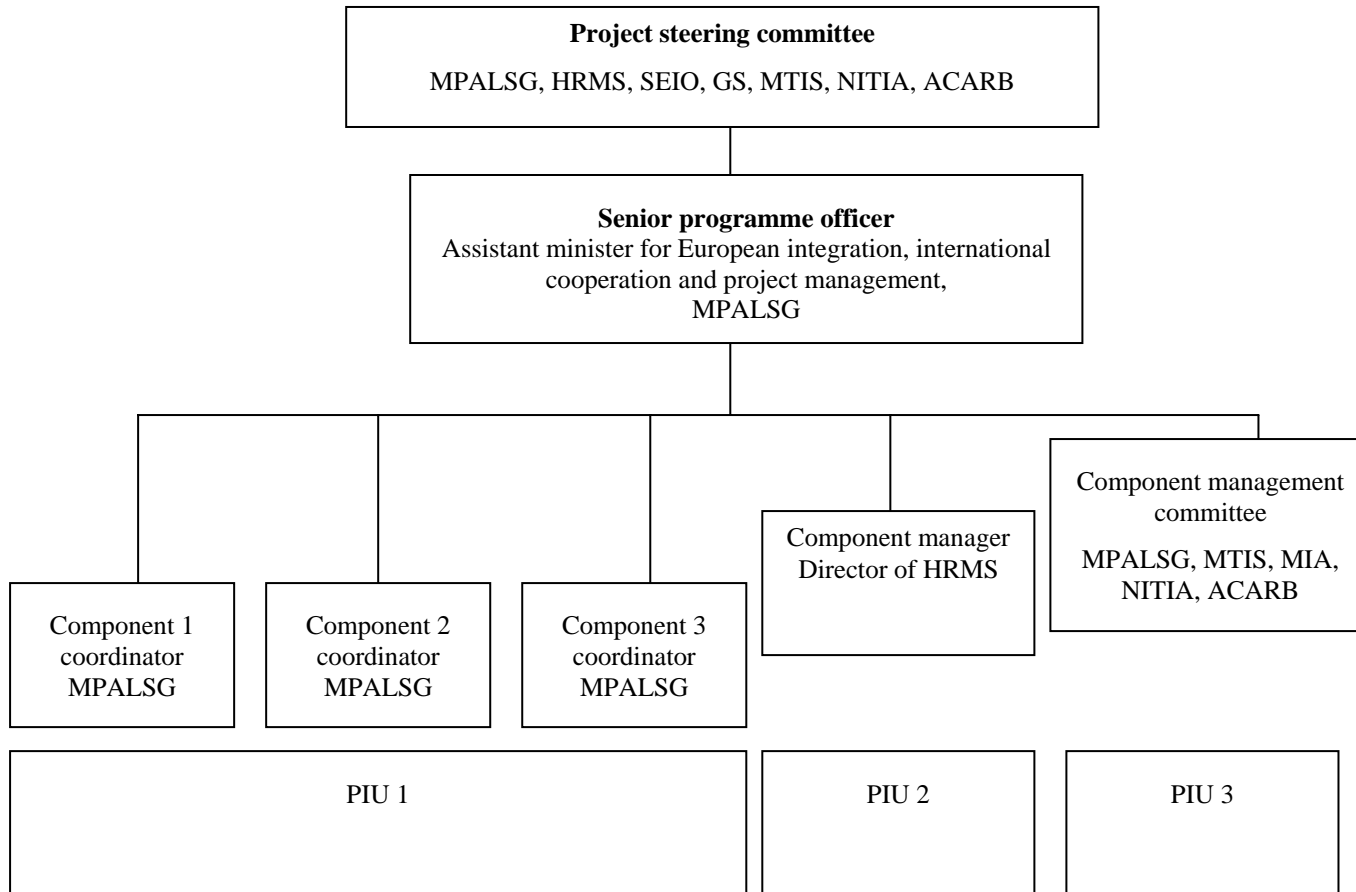 Project steering committee
MPALSG, HRMS, SEIO, GS, MTIS, NITIA, ACARB
Senior programme officer
Assistant minister for European integration, international
cooperation and project management,
MPALSG
Component 1
coordinator
MPALSG
Component 2
coordinator
MPALSG
Component 3
coordinator
MPALSG
Component manager
Director of HRMS
Component management
committee
MPALSG, MTIS, MIA,
NITIA, ACARB
PIU 1
PIU 2
PIU 3